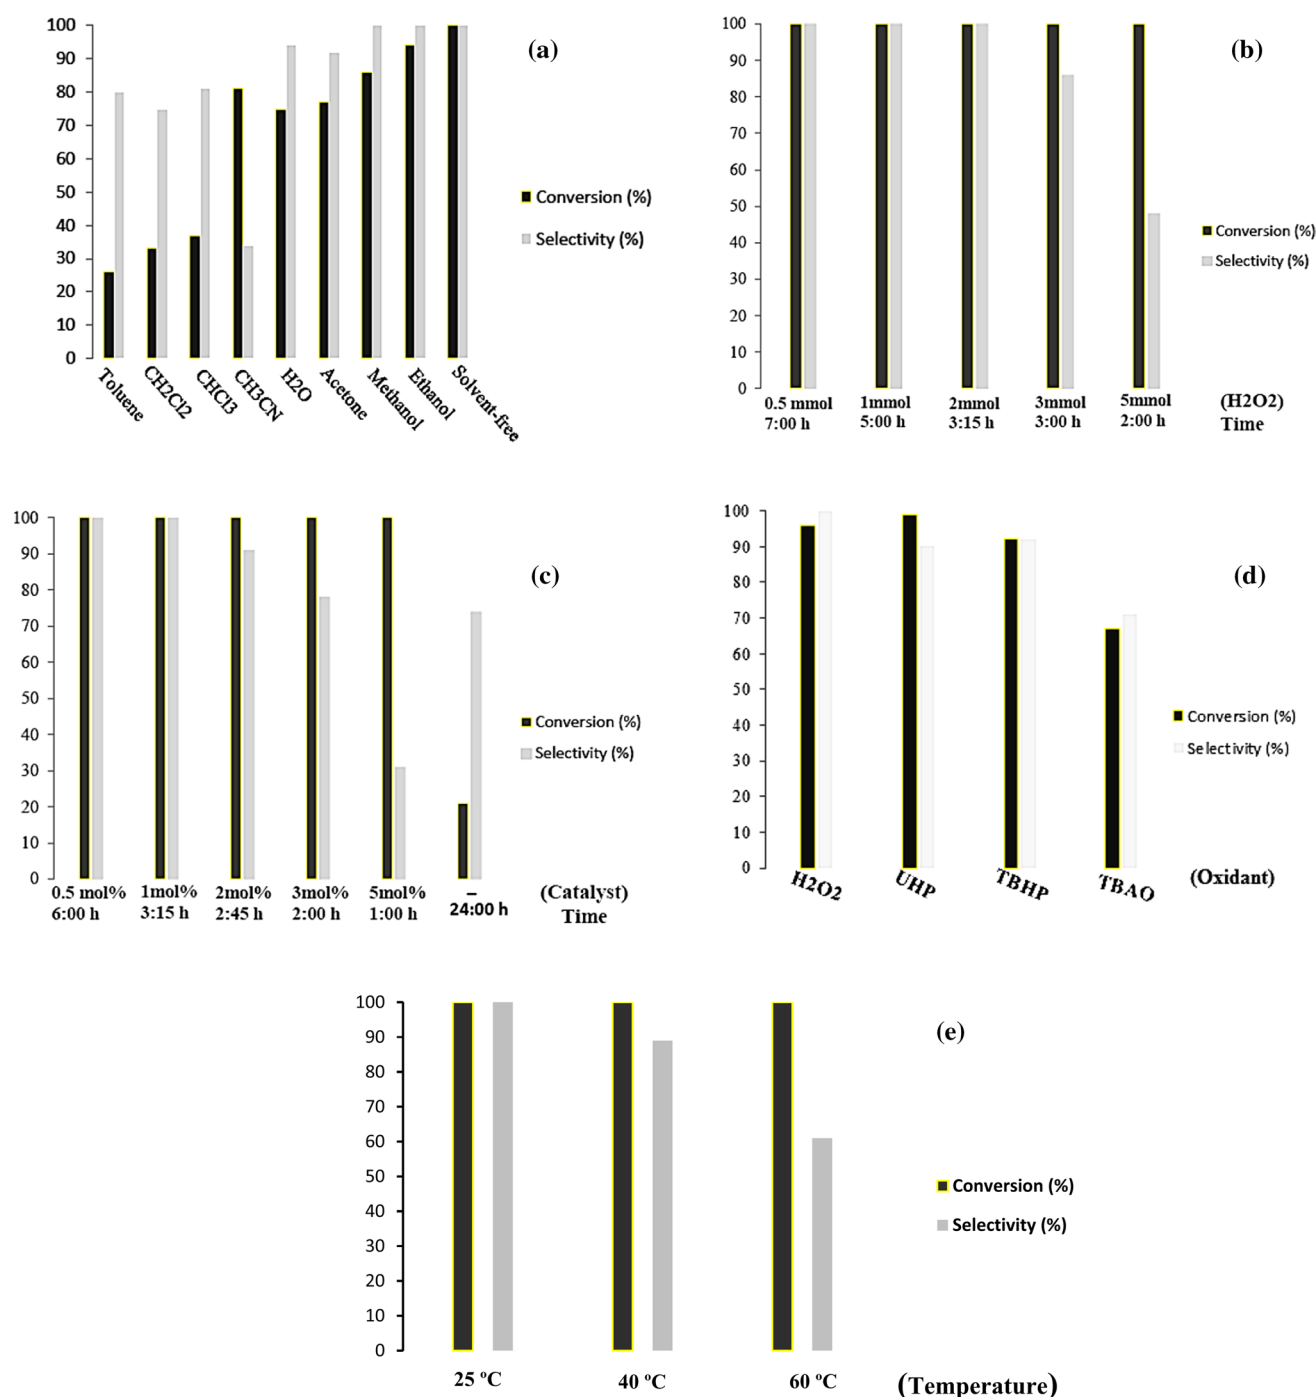 100
90
80
70
60
50
40
30
20
10
0
Toluene
CH2Cl2
CHCl3
CH3CN
H2O
Acetone
Methanol
Ethanol
Solvent-free
(a)
Conversion (%)
Selectivity (%)
100
90
80
70
60
50
40
30
20
10
0
0.5 mmol 1mmol 2mmol 3mmol 5mmol (H2O2)
7:00 h 5:00 h 3:15 h 3:00 h 2:00 h Time
(b)
Conversion (%)
Selectivity (%)
100
90
80
70
60
50
40
30
20
10
0
0.5 mol% 1mol% 2mol% 3mol% 5mol% – (Catalyst)
6:00 h 3:15 h 2:45 h 2:00 h 1:00 h 24:00 h Time
(c)
Conversion (%)
Selectivity (%)
100
90
80
70
60
50
40
30
20
10
0
H2O2 UHP TBHP TBAO (Oxidant)
(d)
Conversion (%)
Selectivity (%)
100
90
80
70
60
50
40
30
20
10
0
25 ºC 40 ºC 60 ºC (Temperature)
(e)
Conversion (%)
Selectivity (%)